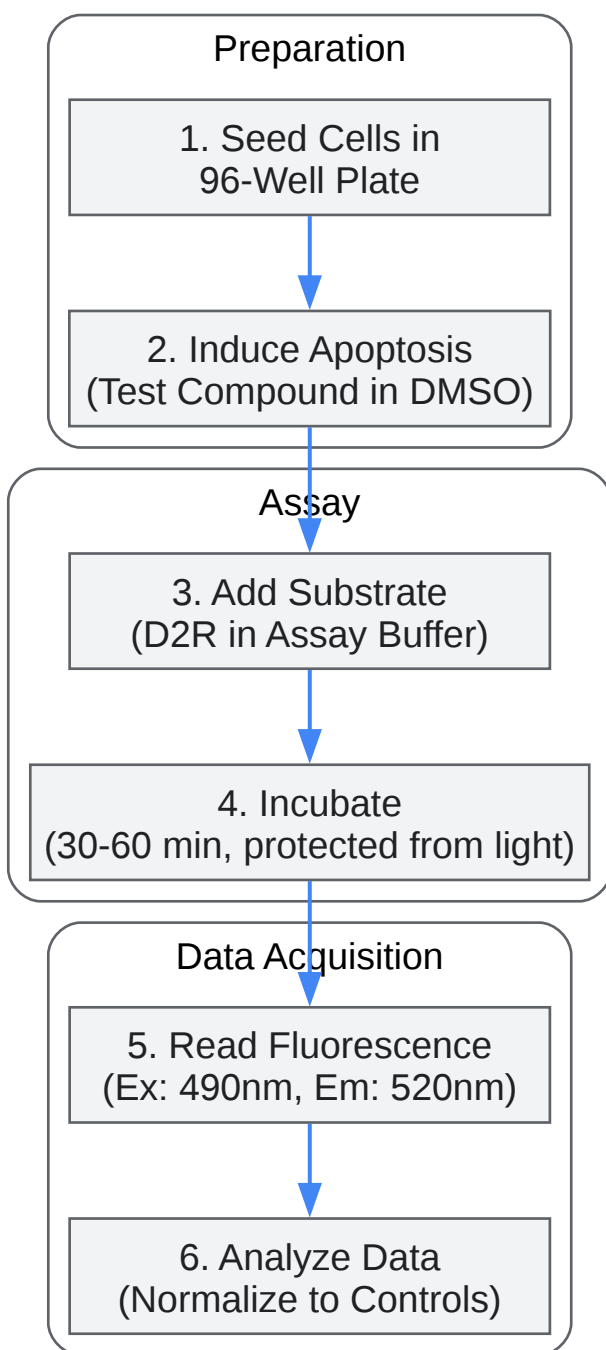 Preparation
1. Seed Cells in
96-Well Plate
2. Induce Apoptosis
(Test Compound in DMSO)
Assay
3. Add Substrate
(D2R in Assay Buffer)
4. Incubate
(30-60 min, protected from light)
Data Acquisition
5. Read Fluorescence
(Ex: 490nm, Em: 520nm)
6. Analyze Data
(Normalize to Controls)